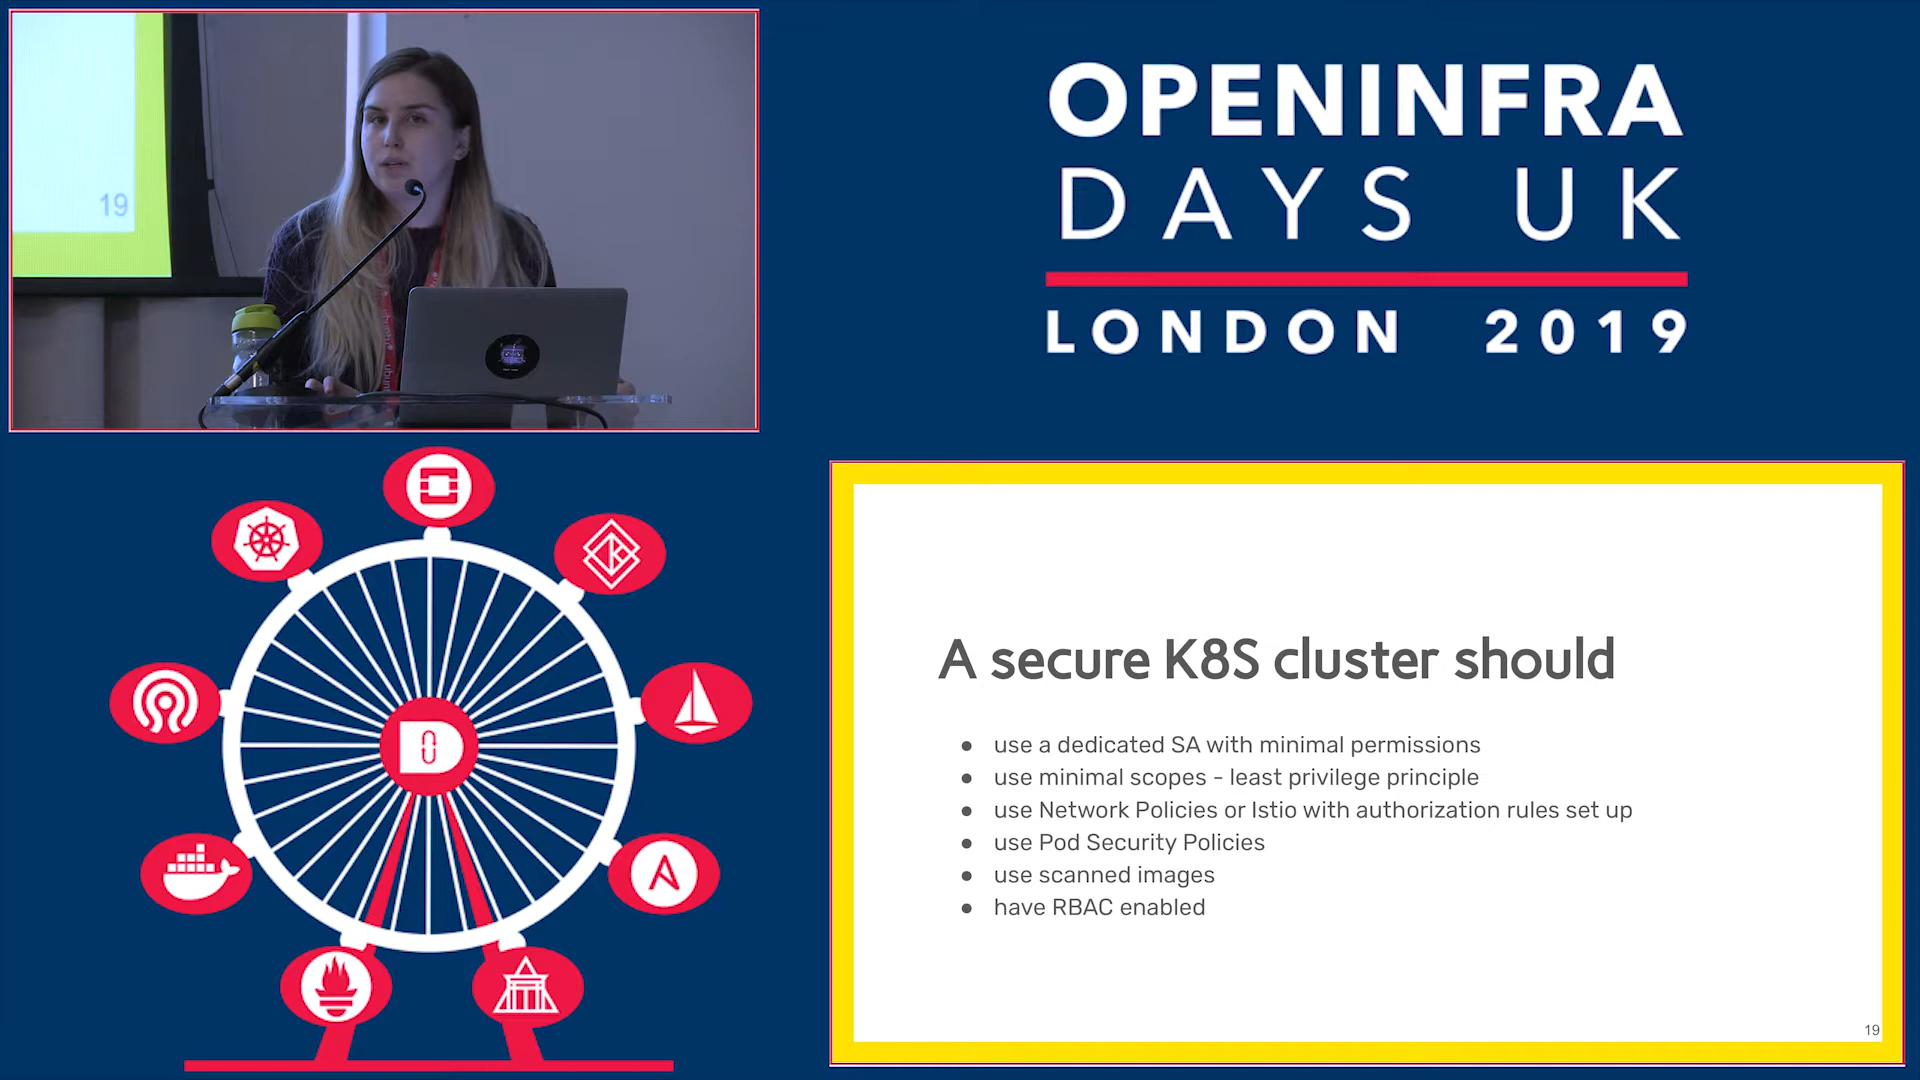 19
OPENINFRA
DAYS UK
LONDON 2019
A secure K8S cluster should
● use a dedicated SA with minimal permissions
● use minimal scopes - least privilege principle
● use Network Policies or Istio with authorization rules set up
● use Pod Security Policies
● use scanned images
● have RBAC enabled
19